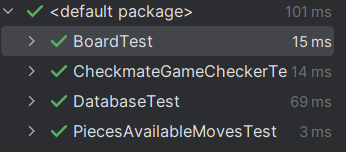 <default package> 101 ms
BoardTest 15 ms
CheckmateGameCheckerTe 14 ms
DatabaseTest 69 ms
PiecesAvailableMovesTest 3 ms